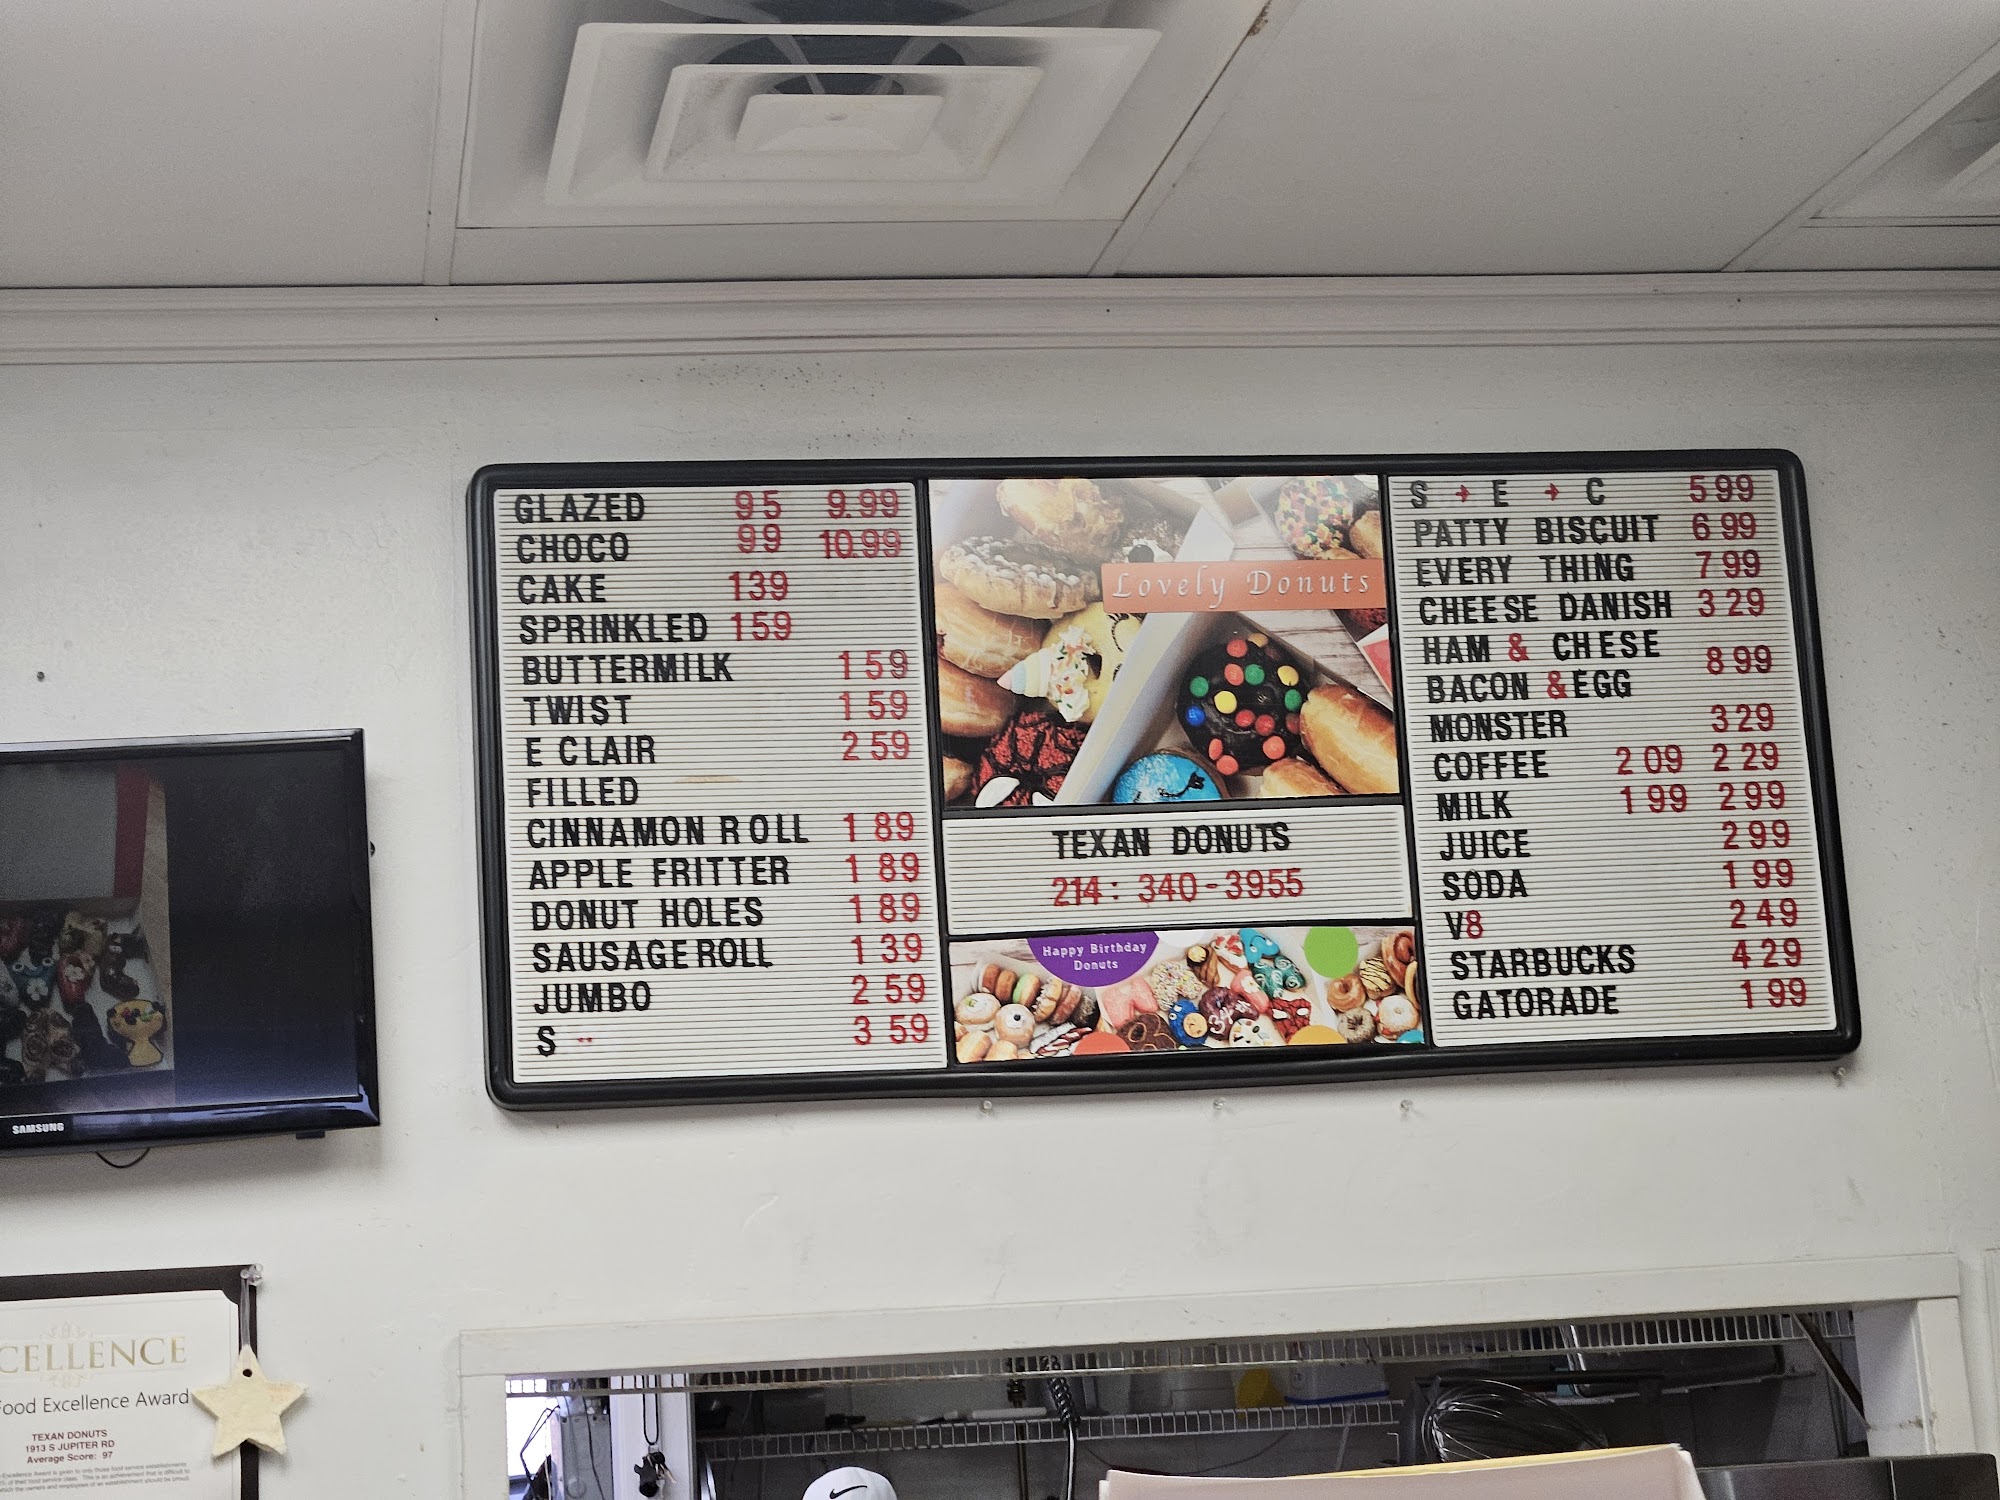 GLAZED 95 9.99
CHOCO 99 10.99
CAKE 139
SPRINKLED 159
BUTTERMILK 159
TWIST 159
E CLAIR 259
FILLED
CINNAMON ROLL 189
APPLE FRITTER 189
DONUT HOLES 189
SAUSAGE ROLL 139
JUMBO 259
S 359
Lovely Donuts
TEXAN DONUTS
214: 340-3955
Happy Birthday
Donuts
S → E → C 599
PATTY BISCUIT 699
EVERY THING 799
CHEESE DANISH 329
HAM & CHESE
899
BACON & EGG
MONSTER 329
COFFEE 209 229
MILK 199 299
JUICE 299
SODA 199
V8 249
STARBUCKS 429
GATORADE 199
SAMSUNG
CELLENCE
Food Excellence Award
TEXAN DONUTS
1913 S JUPITER RD
Average Score: 97